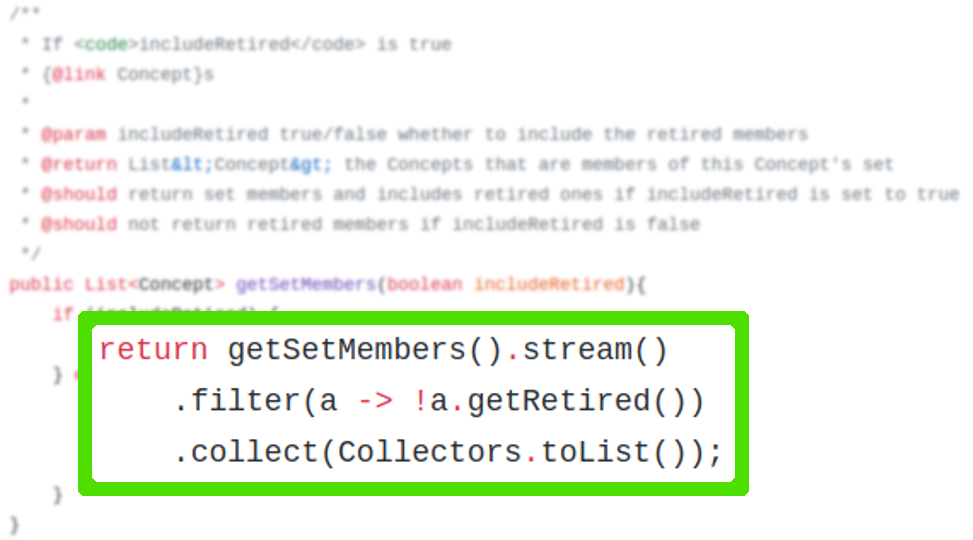 /**
* If <code>includeRetired</code> is true
* {@link Concept}s
*
* @param includeRetired true/false whether to include the retired members
* @return List&lt;Concept&gt; the Concepts that are members of this Concept's set
* @should return set members and includes retired ones if includeRetired is set to true
* @should not return retired members if includeRetired is false
*/
public List<Concept> getSetMembers(boolean includeRetired){
if
return getSetMembers().stream()
}
.filter(a -> !a.getRetired())
.collect(Collectors.toList());
}
}